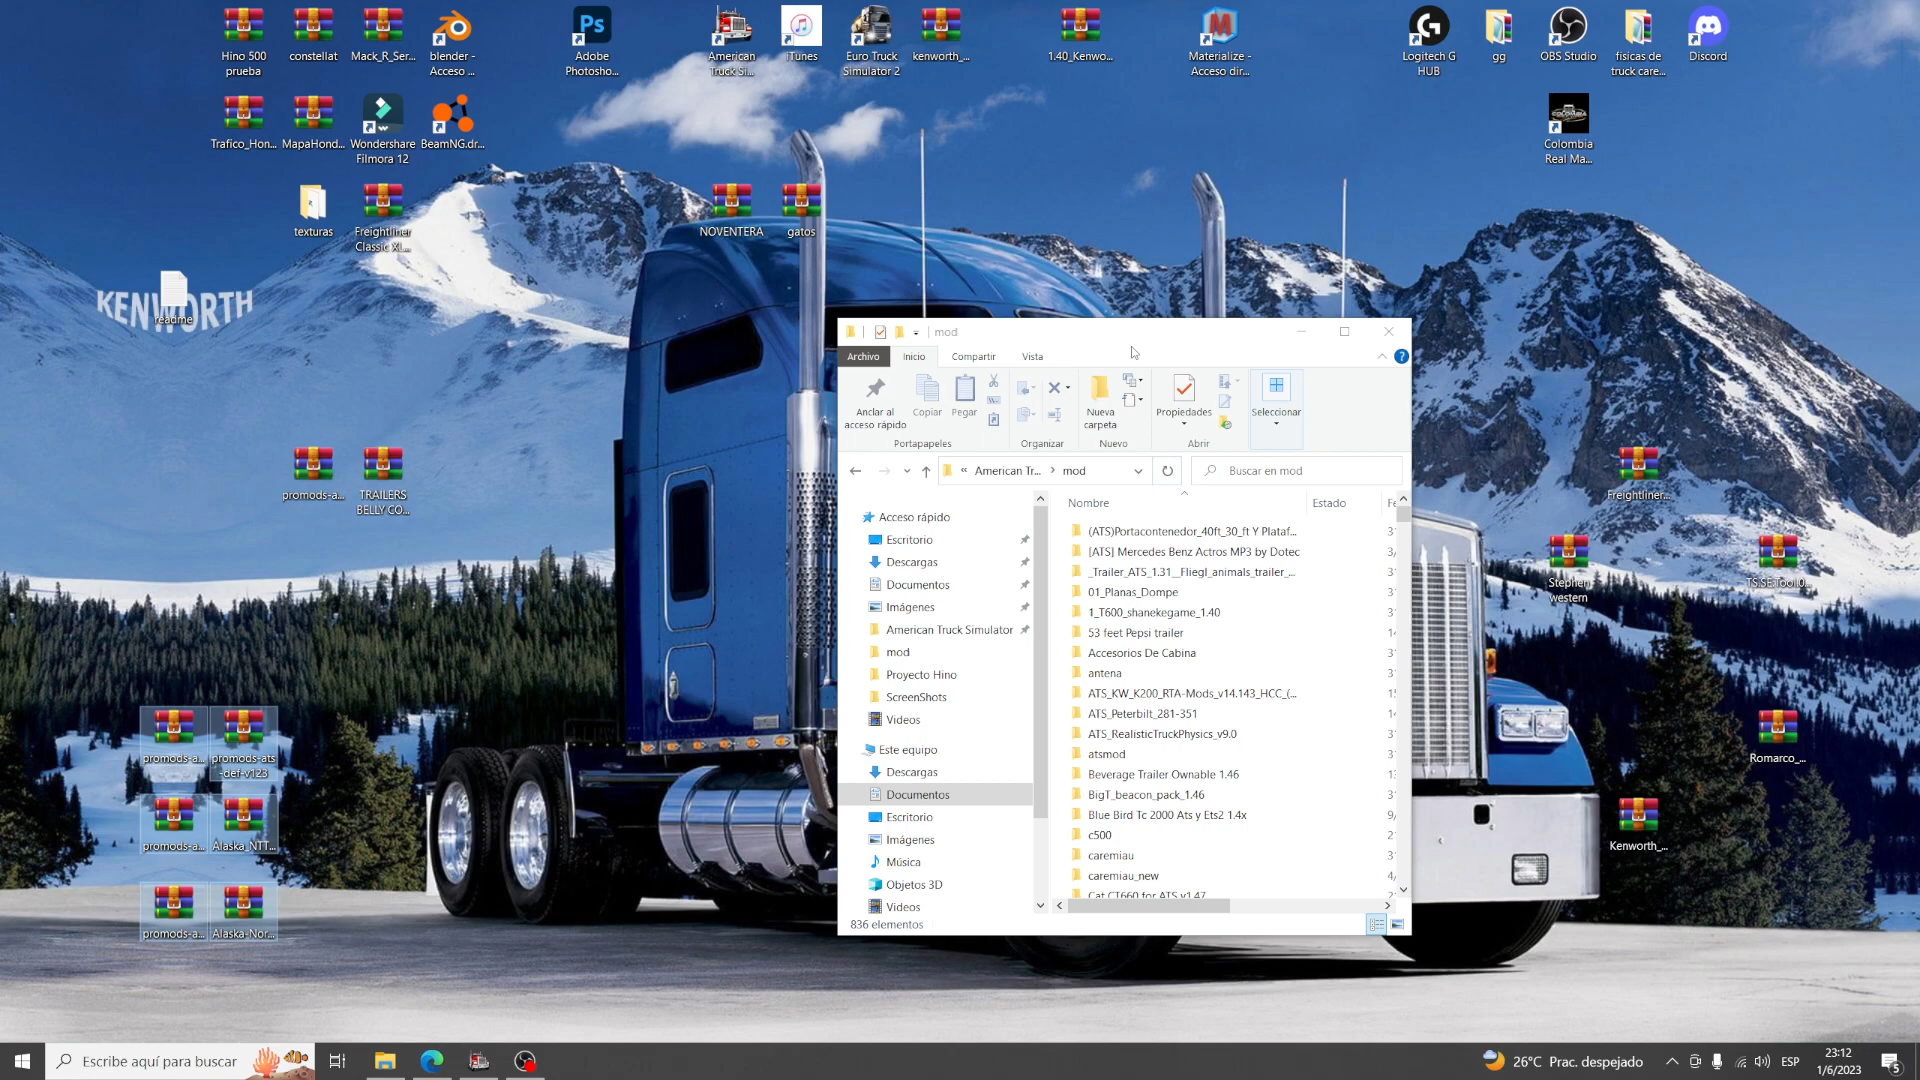 Hino 500
prueba
constellat
Mack_R_Ser...
blender -
Acceso ...
Adobe
Photosho...
American
Truck Si...
iTunes
Euro Truck
Simulator 2
kenworth_...
1.40_Kenwo...
Materialize -
Acceso dir...
Logitech G
HUB
gg
OBS Studio
fisicas de
truck care...
Discord
Trafico_Hon...
MapaHond...
Wondershare
Filmora 12
BeamNG.dr...
Colombia
Real Ma...
texturas
Freightliner
Classic XL...
NOVENTERA
gatos
KENWORTH
readme
promods-a...
TRAILERS
BELLY CO...
Freightliner...
Stephen
western
TS.SE.Tool.0...
promods-a...
promods-ats
-def-v123
Romarco_...
promods-a...
Alaska_NTT...
Kenworth_...
promods-a...
Alaska-Nor...
mod
Archivo
Inicio
Compartir
Vista
Anclar al
acceso rápido
Copiar
Pegar
Nueva
carpeta
Propiedades
Seleccionar
Portapapeles
Organizar
Nuevo
Abrir
« American Tr... > mod
Buscar en mod
Acceso rápido
Escritorio
Descargas
Documentos
Imágenes
American Truck Simulator
mod
Proyecto Hino
ScreenShots
Videos
Este equipo
Descargas
Documentos
Escritorio
Imágenes
Música
Objetos 3D
Videos
Nombre
Estado
Fe
(ATS)Portacontenedor_40ft_30_ft Y Plataf...
[ATS] Mercedes Benz Actros MP3 by Dotec
_Trailer_ATS_1.31__Fliegl_animals_trailer_...
01_Planas_Dompe
1_T600_shanekegame_1.40
53 feet Pepsi trailer
Accesorios De Cabina
antena
ATS_KW_K200_RTA-Mods_v14.143_HCC_(...
ATS_Peterbilt_281-351
ATS_RealisticTruckPhysics_v9.0
atsmod
Beverage Trailer Ownable 1.46
BigT_beacon_pack_1.46
Blue Bird Tc 2000 Ats y Ets2 1.4x
c500
caremiau
caremiau_new
Cat CT660 for ATS v1.47
836 elementos
Escribe aquí para buscar
26°C Prac. despejado
ESP
23:12
1/6/2023
5